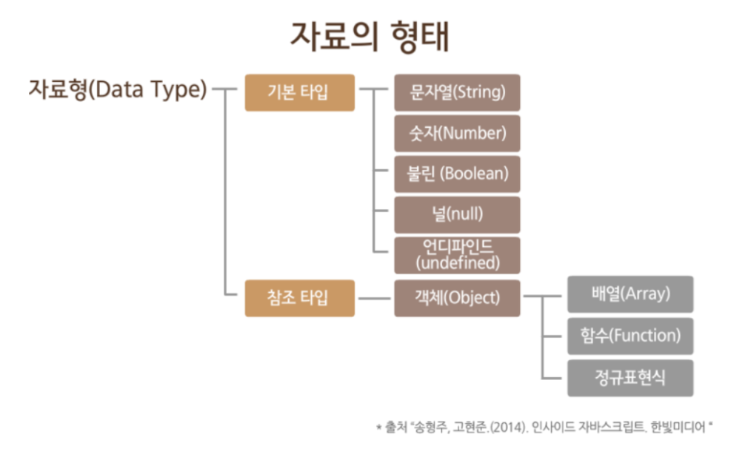 자료의 형태
자료형(Data Type)
기본 타입
문자열(String)
숫자(Number)
불린 (Boolean)
널(null)
언디파인드
(undefined)
참조 타입
객체(Object)
배열(Array)
함수(Function)
정규표현식
* 출처 "송형주, 고현준.(2014). 인사이드 자바스크립트. 한빛미디어 "